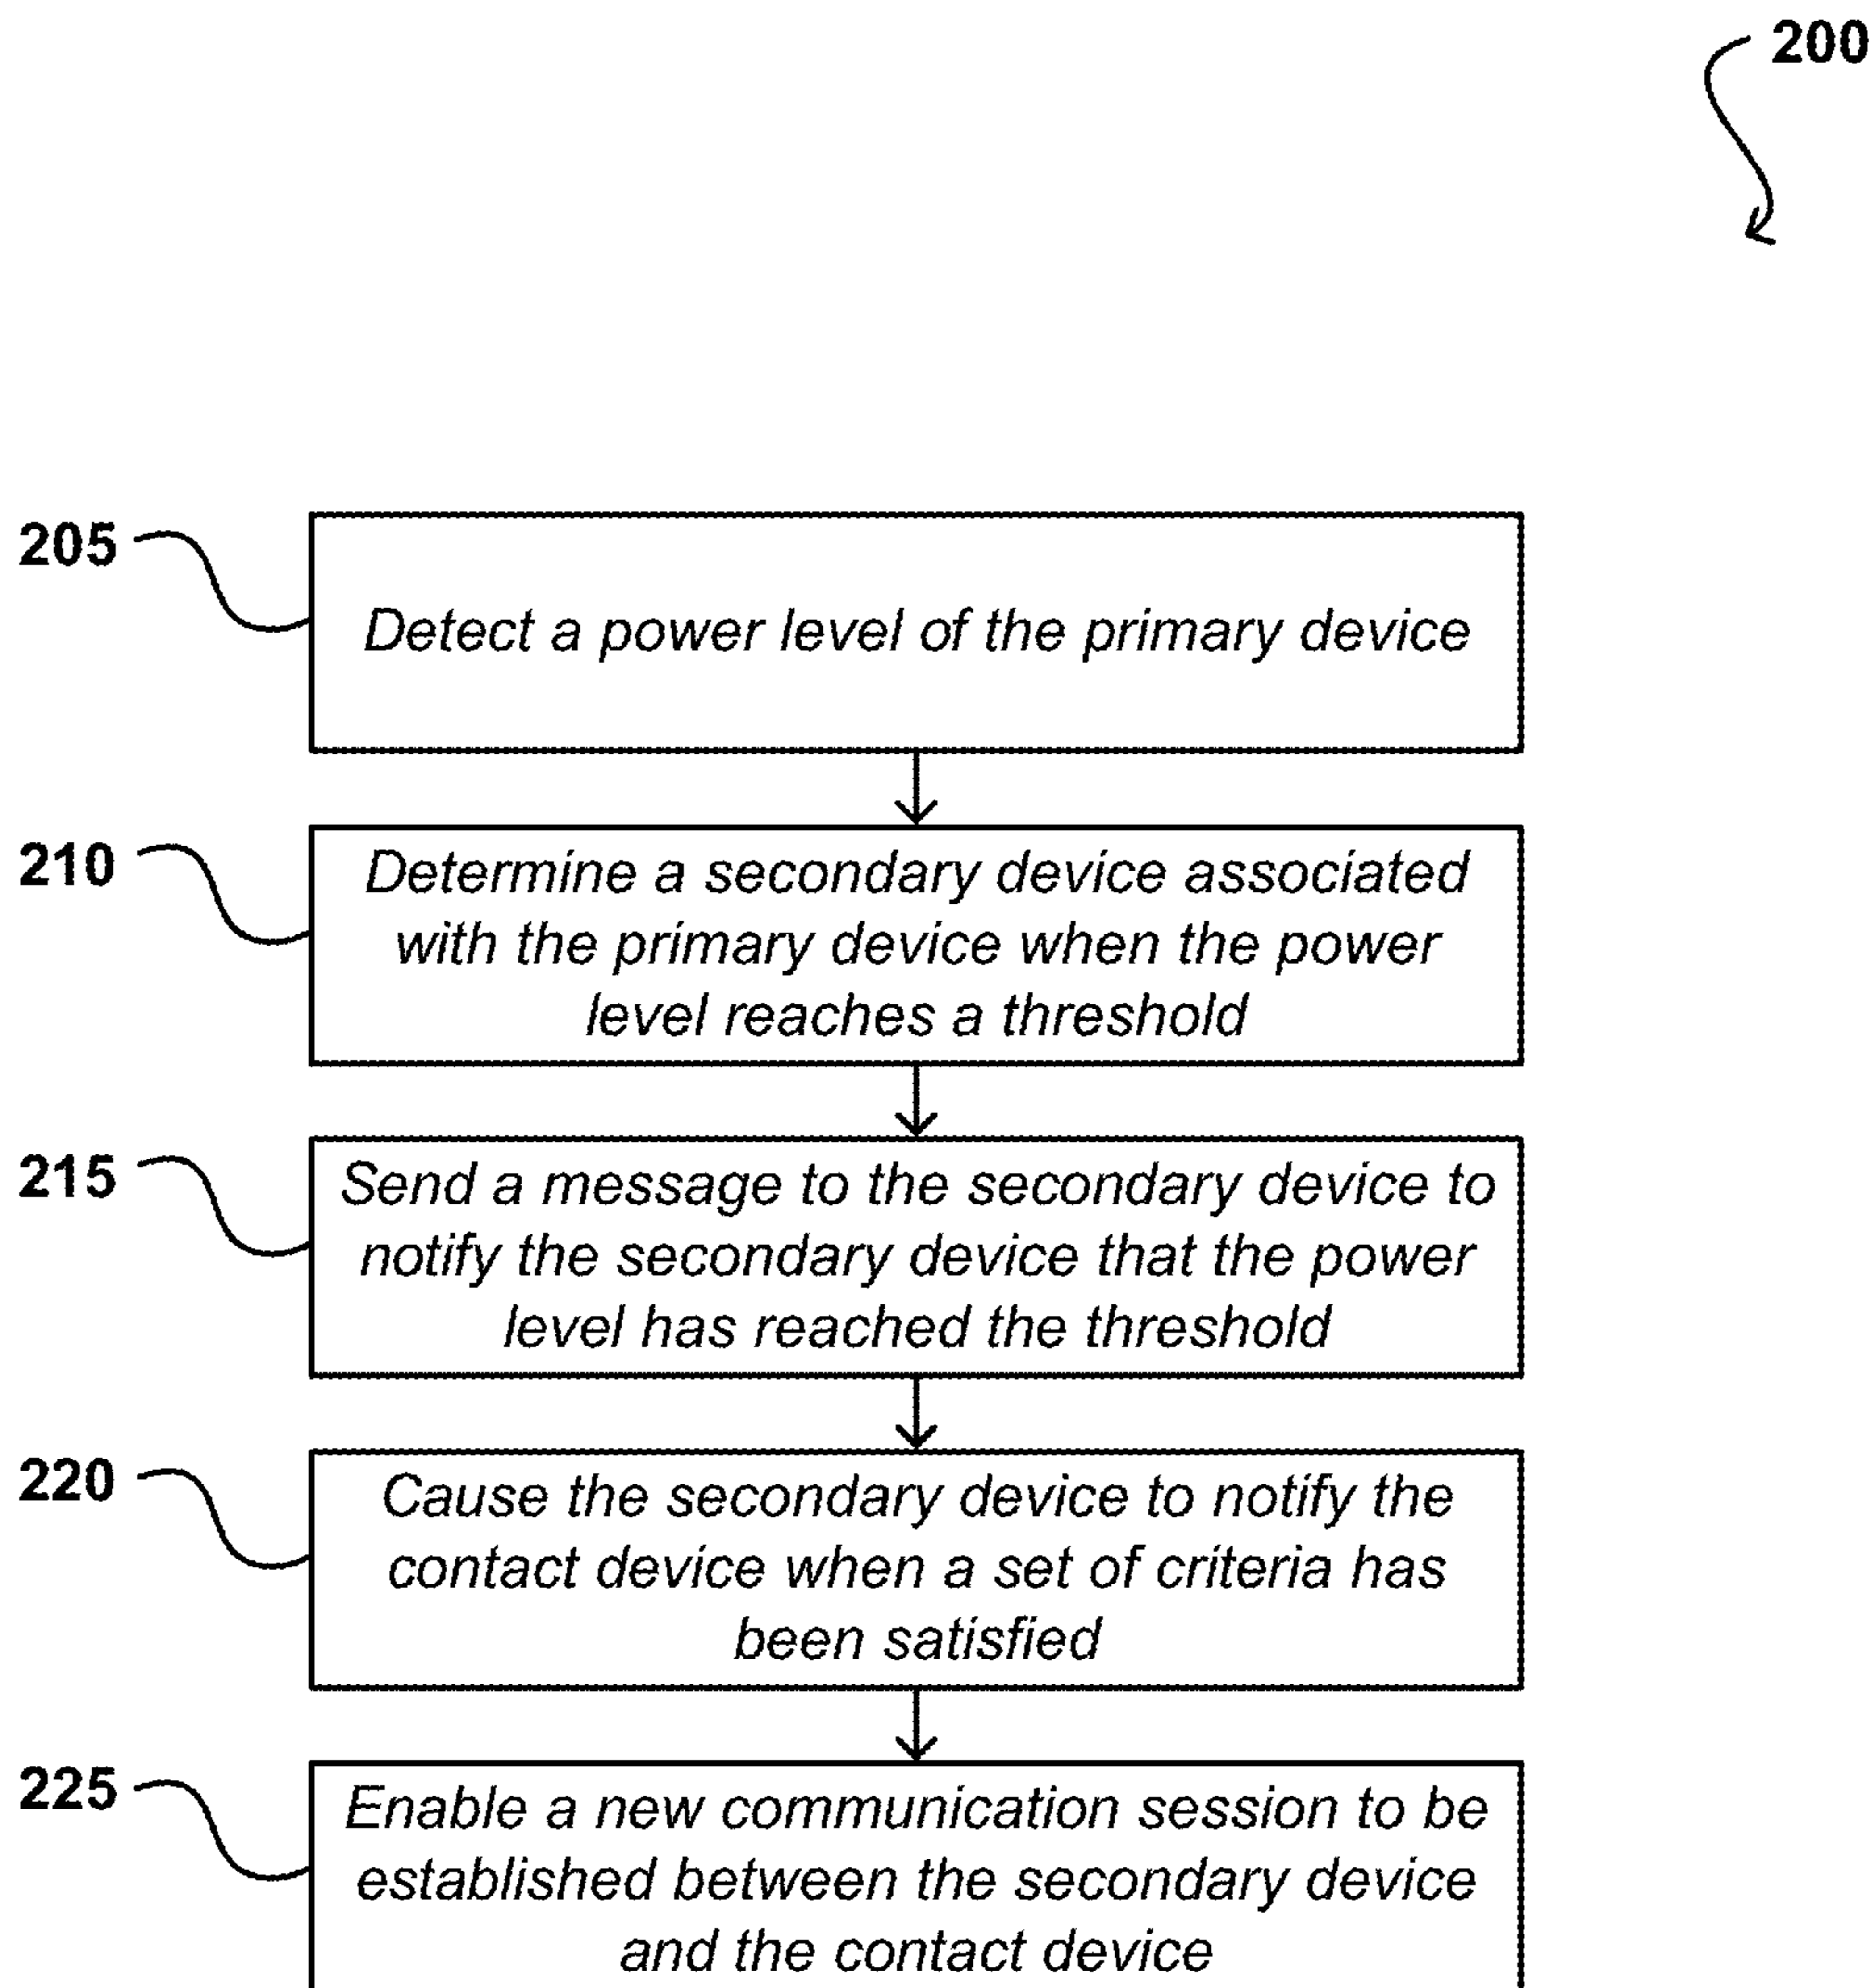 200
205
Detect a power level of the primary device
210
Determine a secondary device associated
with the primary device when the power
level reaches a threshold
215
Send a message to the secondary device to
notify the secondary device that the power
level has reached the threshold
220
Cause the secondary device to notify the
contact device when a set of criteria has
been satisfied
225
Enable a new communication session to be
established between the secondary device
and the contact device